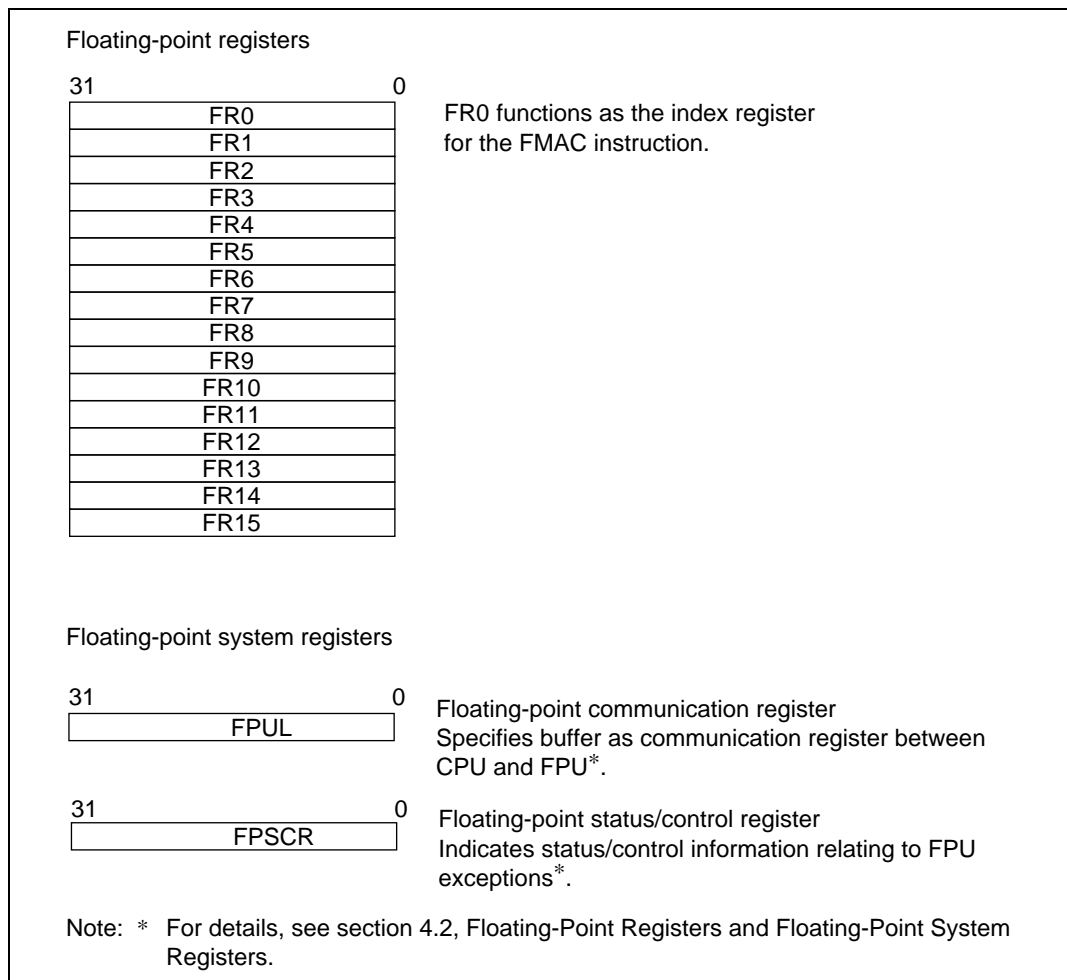 Floating-point registers
31 0
FR0
FR1
FR2
FR3
FR4
FR5
FR6
FR7
FR8
FR9
FR10
FR11
FR12
FR13
FR14
FR15
FR0 functions as the index register
for the FMAC instruction.
Floating-point system registers
31 0
FPUL
Floating-point communication register
Specifies buffer as communication register between
CPU and FPU*.
31 0
FPSCR
Floating-point status/control register
Indicates status/control information relating to FPU
exceptions*.
Note: * For details, see section 4.2, Floating-Point Registers and Floating-Point System
Registers.